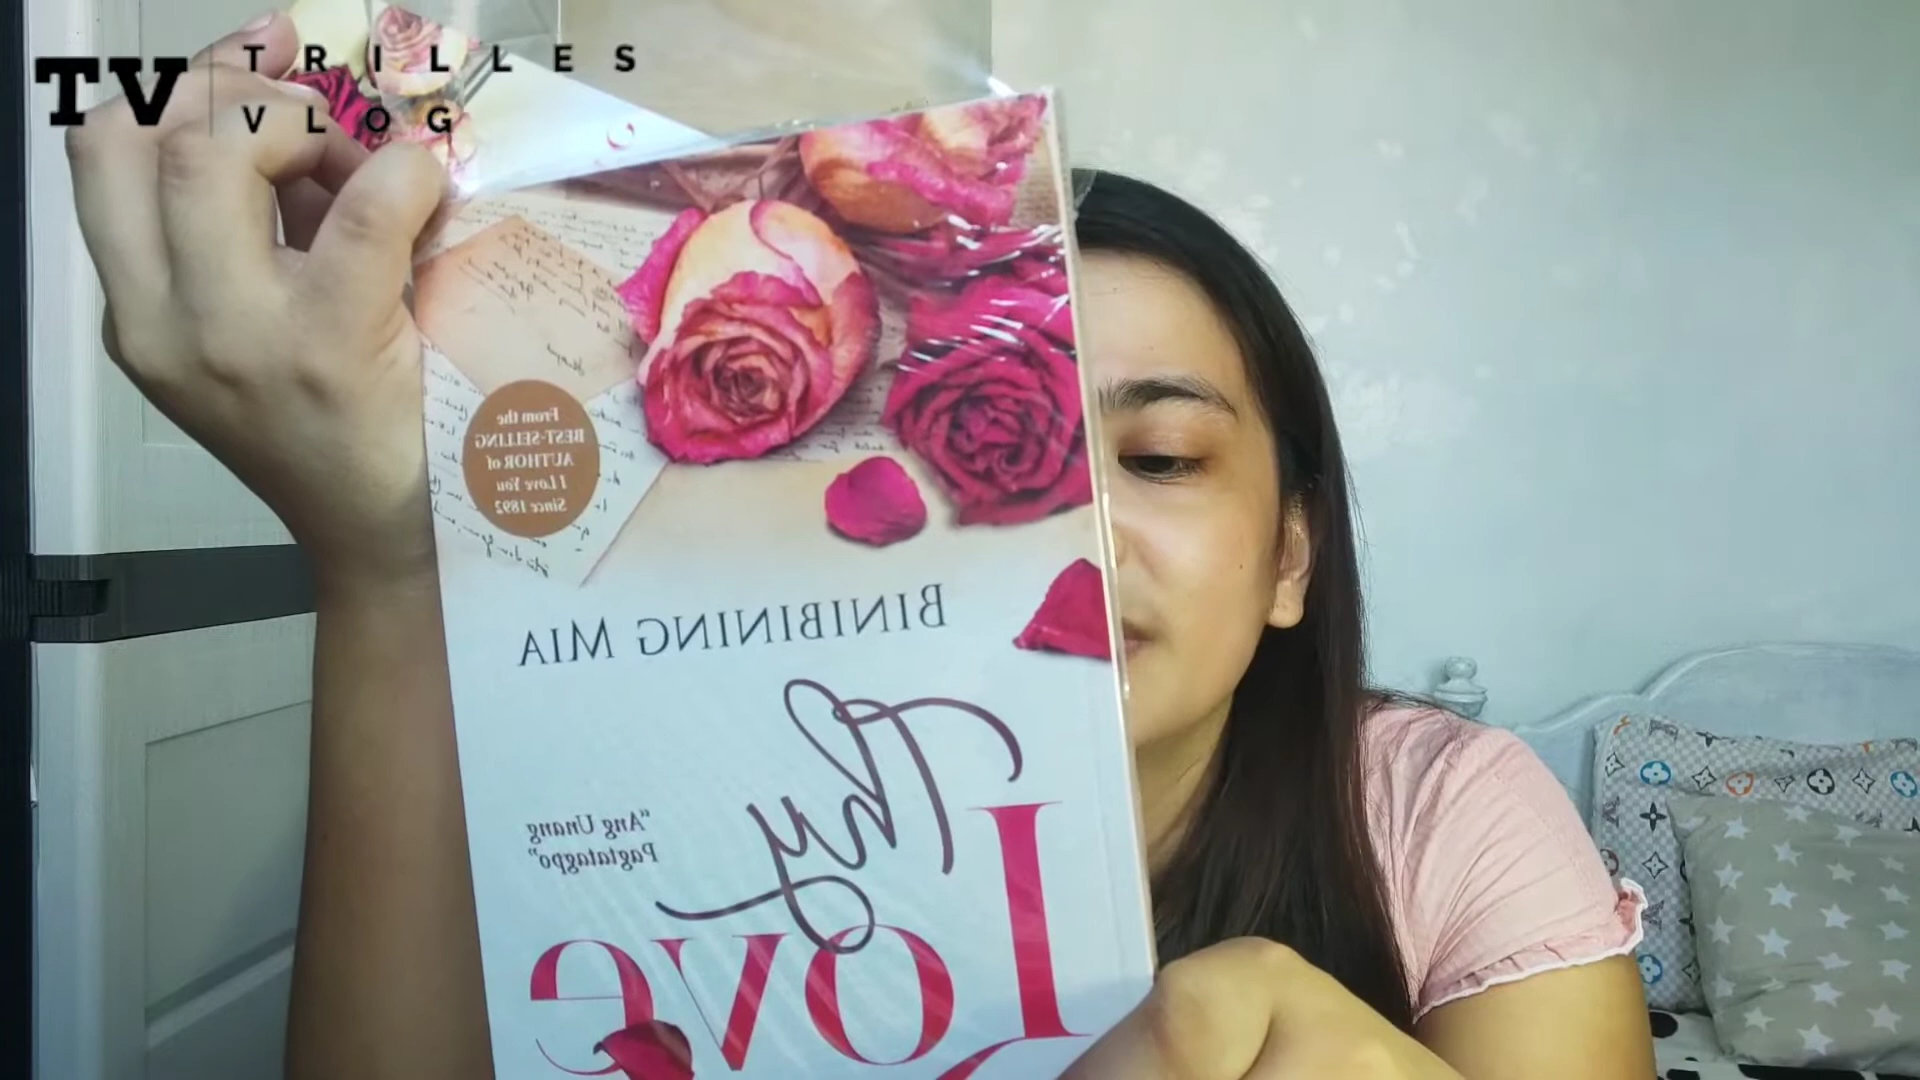 TV
TRILLES
VLOG
From the
BEST-SELLING
AUTHOR of
I Love You
Since 1892
BINIBINING MIA
Thy
"Ang Unang
Pagtatagpo"
Love